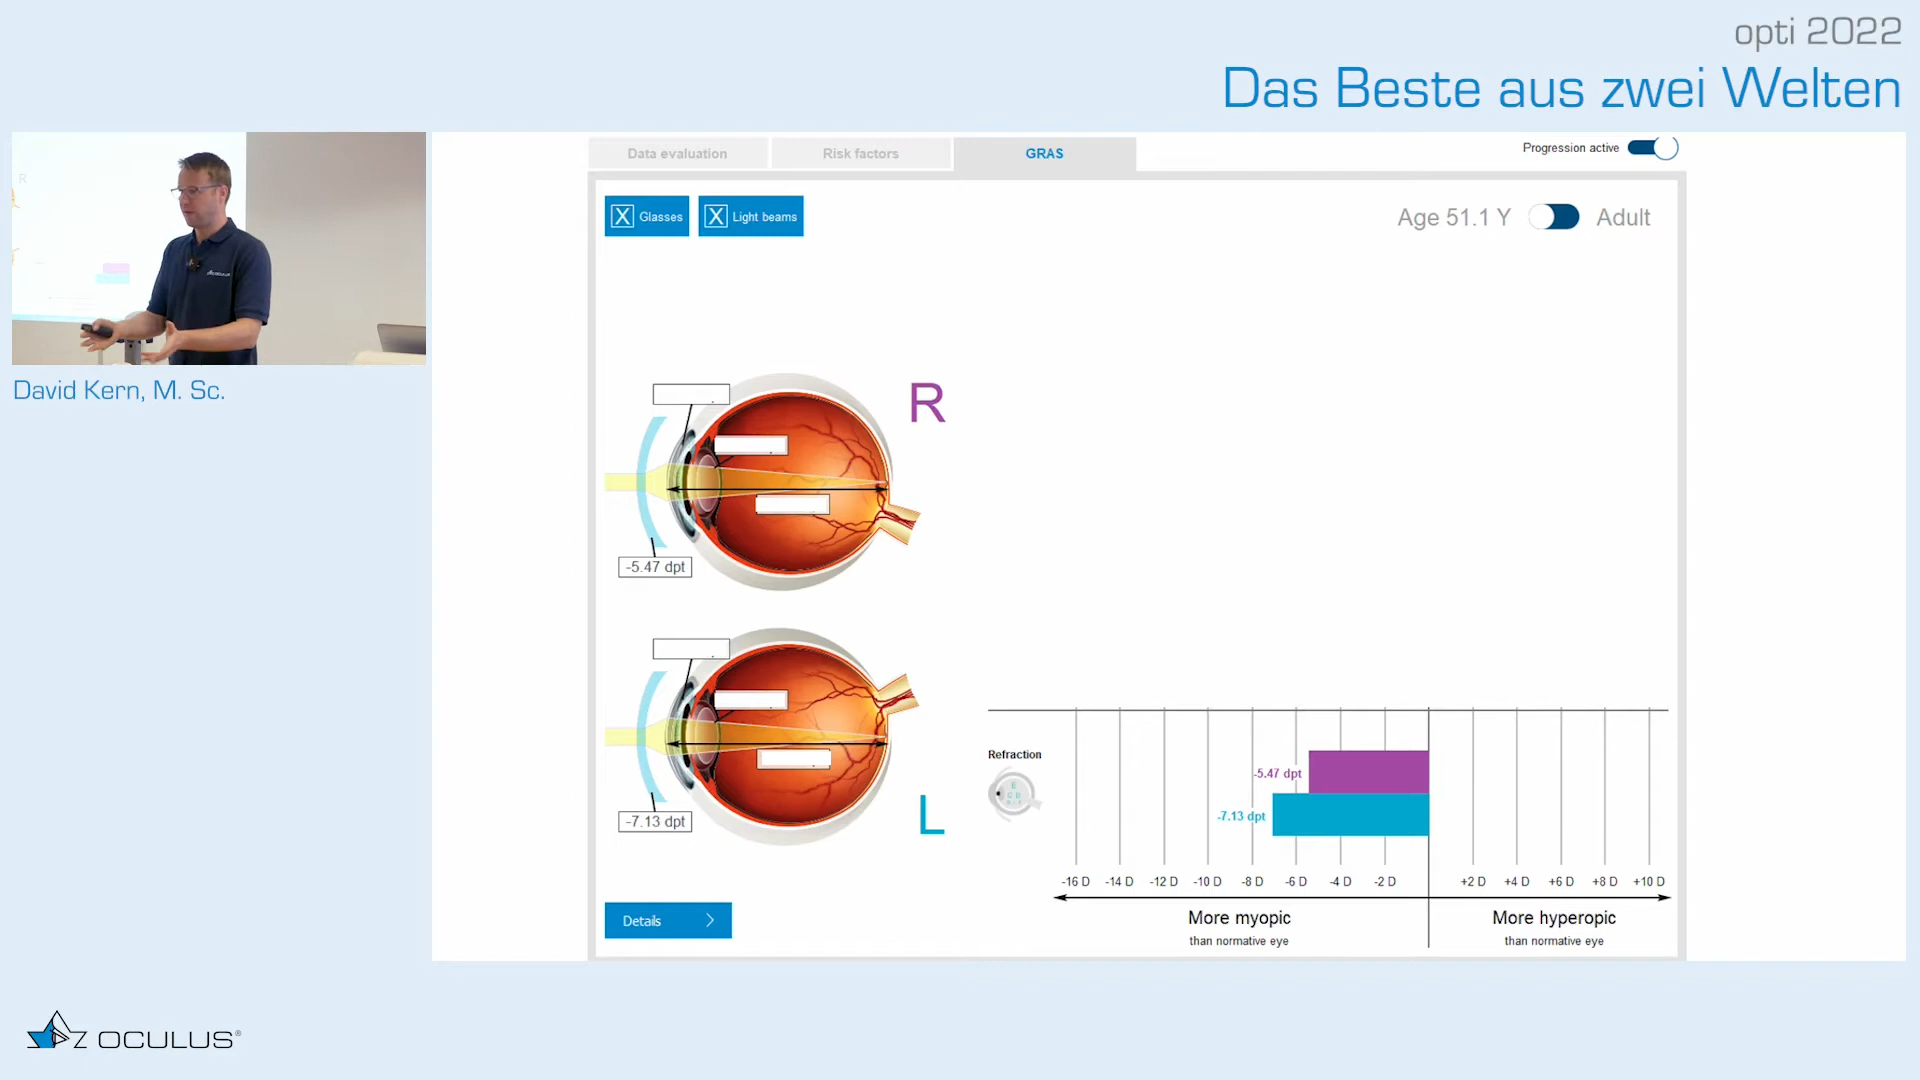 opti 2022
Das Beste aus zwei Welten
David Kern, M. Sc.
Data evaluation
Risk factors
GRAS
Progression active
X Glasses
X Light beams
Age 51.1 Y
Adult
R
-5.47 dpt
L
-7.13 dpt
Details
Refraction
-5.47 dpt
-7.13 dpt
-16 D -14 D -12 D -10 D -8 D -6 D -4 D -2 D +2 D +4 D +6 D +8 D +10 D
More myopic
than normative eye
More hyperopic
than normative eye
OCULUS®